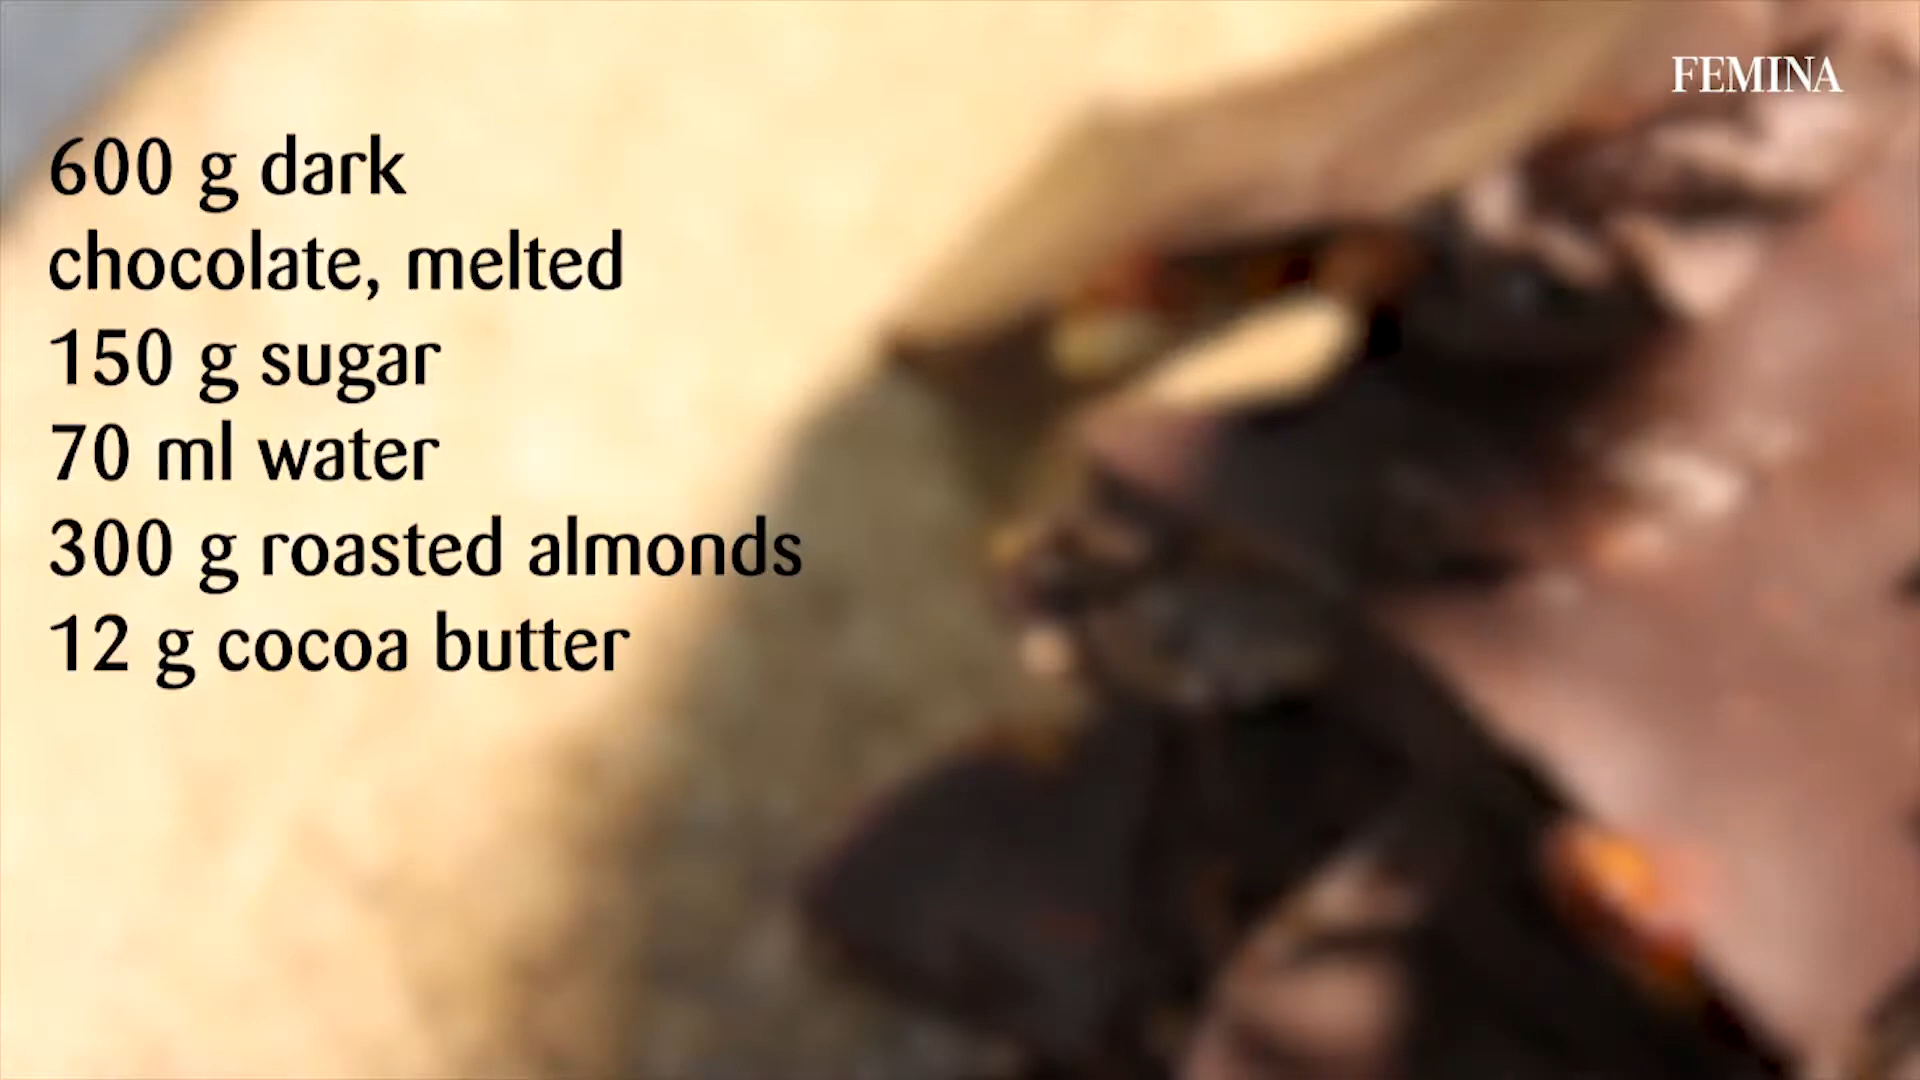 FEMINA
600 g dark
chocolate, melted
150 g sugar
70 ml water
300 g roasted almonds
12 g cocoa butter